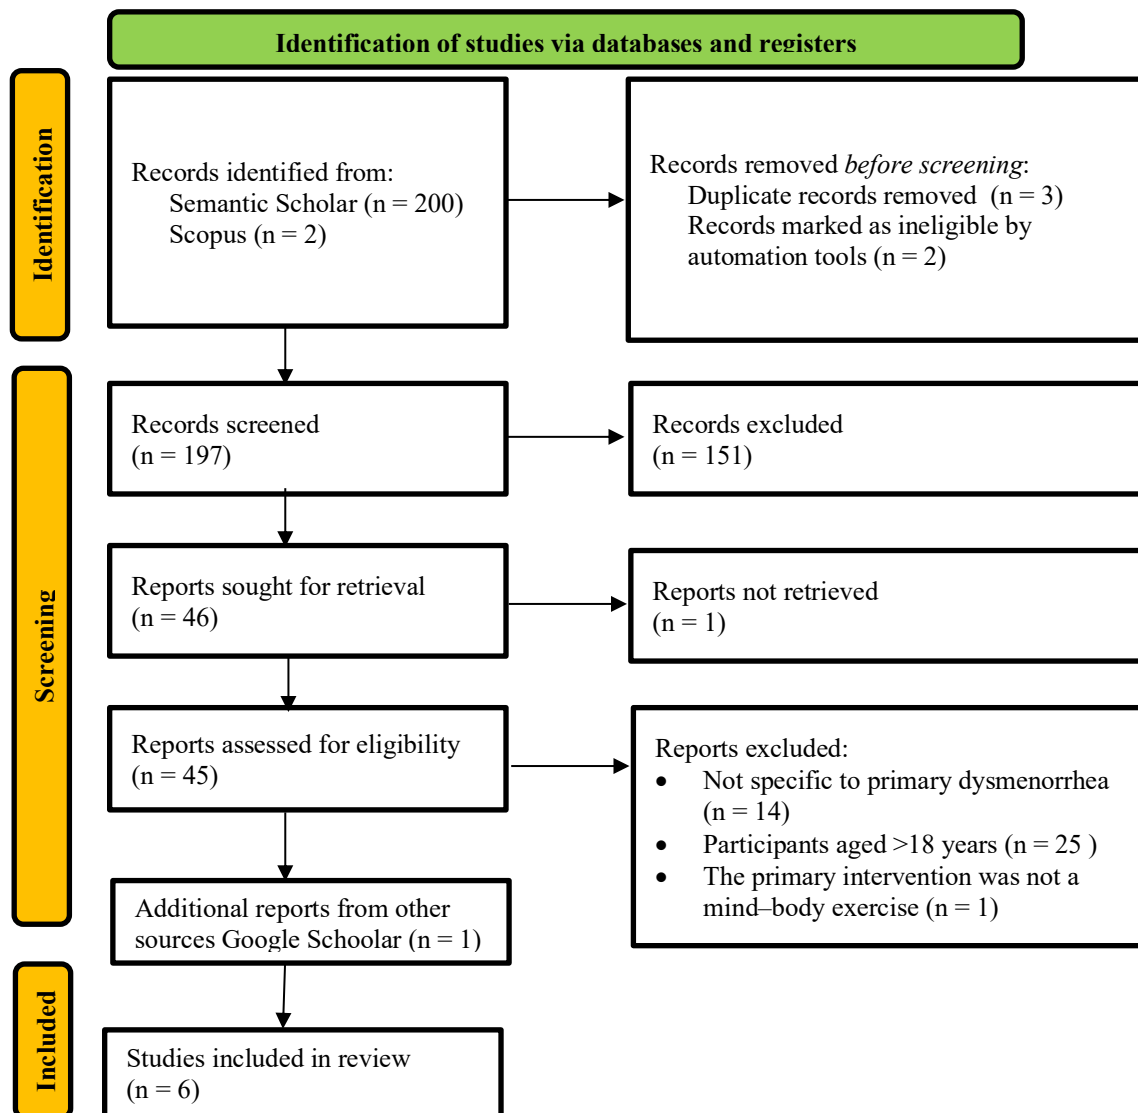 Identification of studies via databases and registers
Identification
Records identified from:
Semantic Scholar (n = 200)
Scopus (n = 2)
Records removed before screening:
Duplicate records removed (n = 3)
Records marked as ineligible by
automation tools (n = 2)
Screening
Records screened
(n = 197)
Records excluded
(n = 151)
Reports sought for retrieval
(n = 46)
Reports not retrieved
(n = 1)
Reports assessed for eligibility
(n = 45)
Reports excluded:
• Not specific to primary dysmenorrhea
(n = 14)
• Participants aged >18 years (n = 25 )
• The primary intervention was not a
mind–body exercise (n = 1)
Additional reports from other
sources Google Schoolar (n = 1)
Included
Studies included in review
(n = 6)